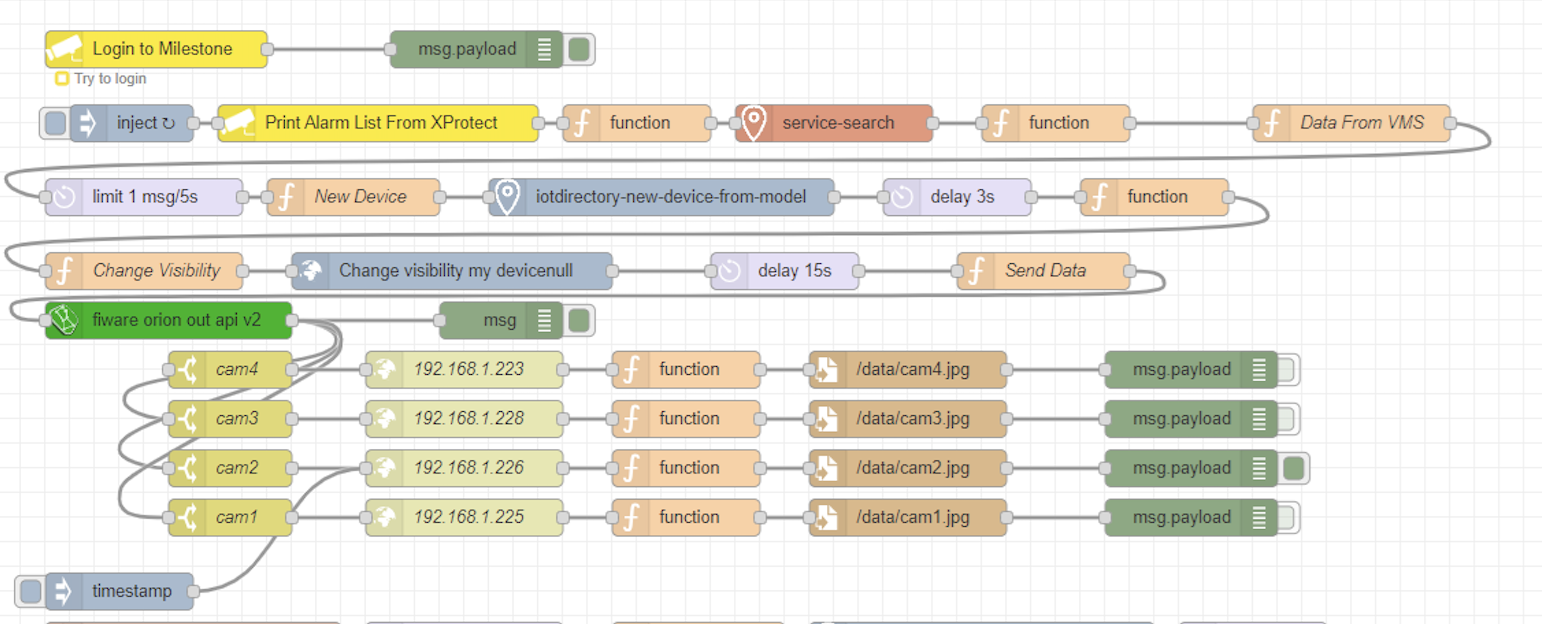 Login to Milestone msg.payload
Try to login
inject ↻ Print Alarm List From XProtect function service-search function Data From VMS
limit 1 msg/5s New Device iotdirectory-new-device-from-model delay 3s function
Change Visibility Change visibility my devicenull delay 15s Send Data
fiware orion out api v2 msg
cam4 192.168.1.223 function /data/cam4.jpg msg.payload
cam3 192.168.1.228 function /data/cam3.jpg msg.payload
cam2 192.168.1.226 function /data/cam2.jpg msg.payload
cam1 192.168.1.225 function /data/cam1.jpg msg.payload
timestamp